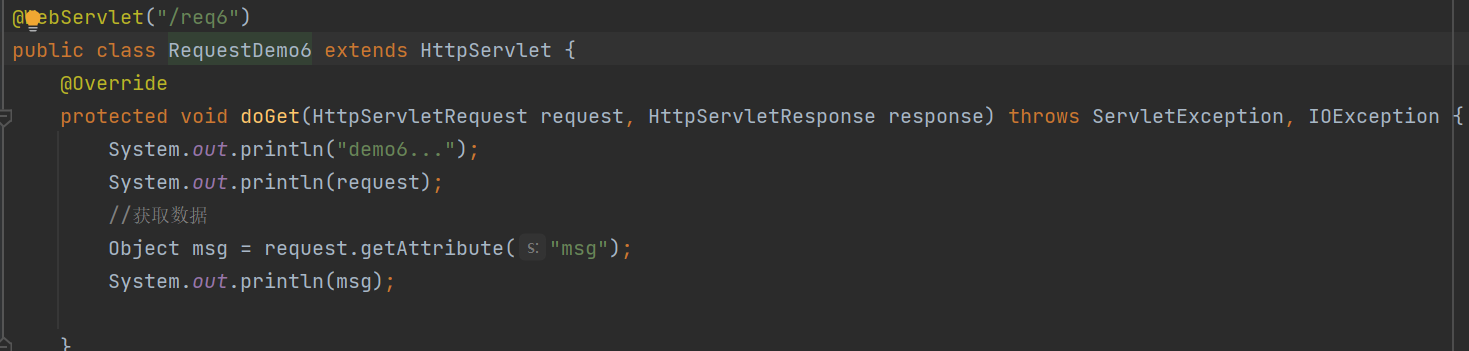 @WebServlet("/req6")
public class RequestDemo6 extends HttpServlet {
@Override
protected void doGet(HttpServletRequest request, HttpServletResponse response) throws ServletException, IOException {
System.out.println("demo6...");
System.out.println(request);
//获取数据
Object msg = request.getAttribute( s: "msg");
System.out.println(msg);
}